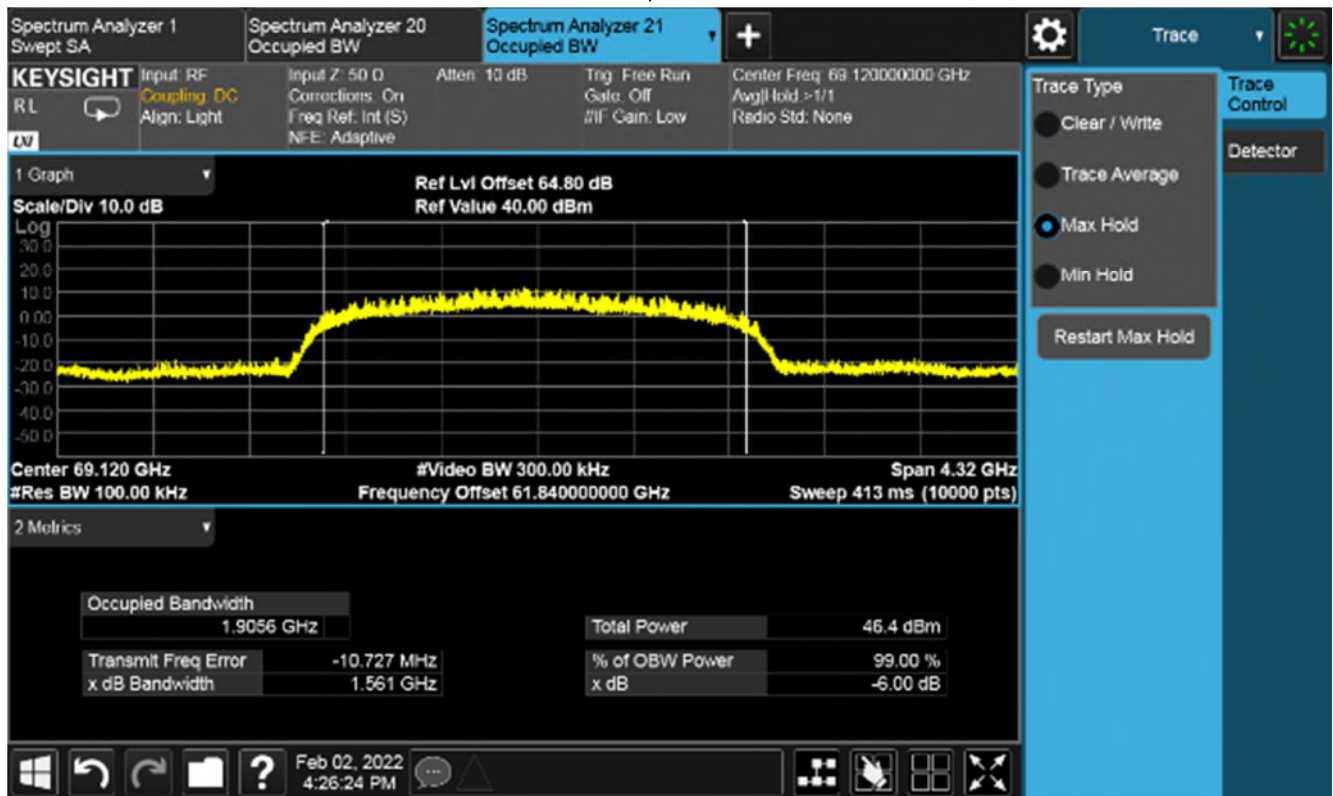 Spectrum Analyzer 1
Swept SA
Spectrum Analyzer 20
Occupied BW
Spectrum Analyzer 21
Occupied BW
Trace
KEYSIGHT
RL
LXI
Input: RF
Coupling: DC
Align: Light
Input Z: 50 Ω
Corrections: On
Freq Ref: Int (S)
NFE: Adaptive
Atten: 10 dB
Trig: Free Run
Gate: Off
#IF Gain: Low
Center Freq: 69.120000000 GHz
Avg|Hold:>1/1
Radio Std: None
Trace Type
Clear / Write
Trace Average
Max Hold
Min Hold
Restart Max Hold
Trace
Control
Detector
1 Graph
Scale/Div 10.0 dB
Ref Lvl Offset 64.80 dB
Ref Value 40.00 dBm
Log
30.0
20.0
10.0
0.00
-10.0
-20.0
-30.0
-40.0
-50.0
Center 69.120 GHz
#Res BW 100.00 kHz
#Video BW 300.00 kHz
Frequency Offset 61.840000000 GHz
Span 4.32 GHz
Sweep 413 ms (10000 pts)
2 Metrics
Occupied Bandwidth
1.9056 GHz
Transmit Freq Error -10.727 MHz
x dB Bandwidth 1.561 GHz
Total Power 46.4 dBm
% of OBW Power 99.00 %
x dB -6.00 dB
?
Feb 02, 2022
4:26:24 PM